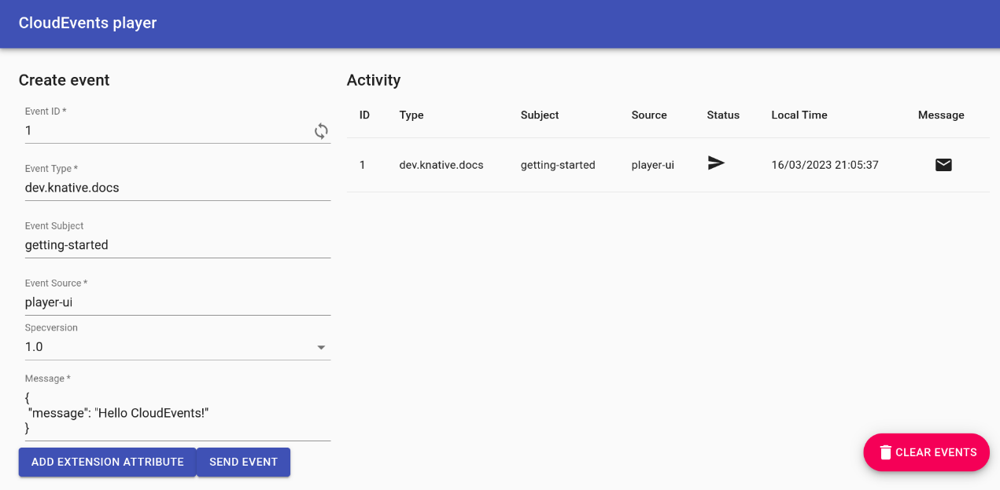 CloudEvents player
Create event
Event ID *
1
Event Type *
dev.knative.docs
Event Subject
getting-started
Event Source *
player-ui
Specversion
1.0
Message *
{
"message": "Hello CloudEvents!"
}
ADD EXTENSION ATTRIBUTE SEND EVENT
Activity
ID Type Subject Source Status Local Time Message
1 dev.knative.docs getting-started player-ui 16/03/2023 21:05:37
CLEAR EVENTS